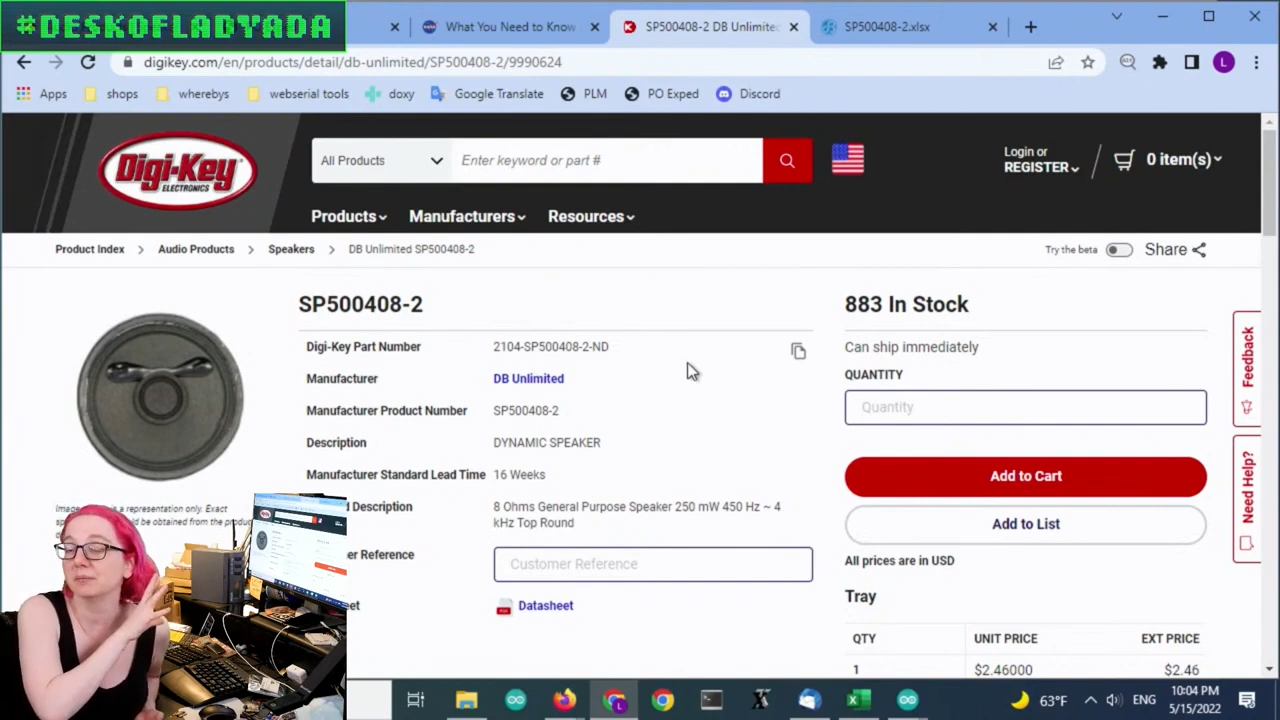 #DESKOFLADYADA
What You Need to Know
SP500408-2 DB Unlimited
SP500408-2.xlsx
digikey.com/en/products/detail/db-unlimited/SP500408-2/9990624
L
Apps
shops
whereby
webserial tools
doxy
Google Translate
PLM
PO Exped
Discord
Digi-Key
ELECTRONICS
All Products
Enter keyword or part #
Login or
REGISTER
0 item(s)
Products
Manufacturers
Resources
Product Index > Audio Products > Speakers > DB Unlimited SP500408-2
Try the beta
Share
SP500408-2
Digi-Key Part Number 2104-SP500408-2-ND
Manufacturer DB Unlimited
Manufacturer Product Number SP500408-2
Description DYNAMIC SPEAKER
Manufacturer Standard Lead Time 16 Weeks
Description 8 Ohms General Purpose Speaker 250 mW 450 Hz ~ 4
kHz Top Round
Reference Customer Reference
Datasheet
883 In Stock
Can ship immediately
QUANTITY
Quantity
Add to Cart
Add to List
All prices are in USD
Tray
QTY UNIT PRICE EXT PRICE
1 $2.46000 $2.46
Feedback
Need Help?
63°F
ENG
10:04 PM
5/15/2022